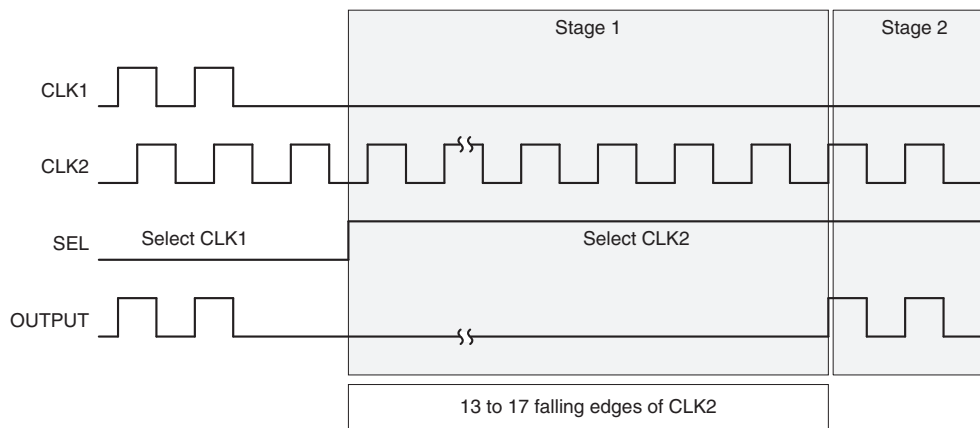 Stage 1
Stage 2
CLK1
CLK2
SEL
Select CLK1
Select CLK2
OUTPUT
13 to 17 falling edges of CLK2